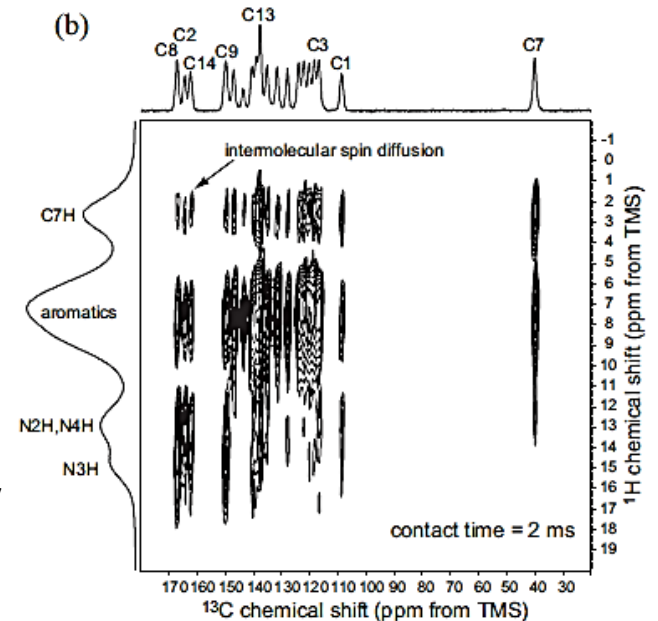 (b)
C8
C2
C14
C9
C13
C3
C1
C7
intermolecular spin diffusion
C7H
aromatics
N2H,N4H
N3H
-1
0
1
2
3
4
5
6
7
8
9
10
11
12
13
14
15
16
17
18
19
¹H chemical shift (ppm from TMS)
contact time = 2 ms
170 160 150 140 130 120 110 100 90 80 70 60 50 40 30
¹³C chemical shift (ppm from TMS)